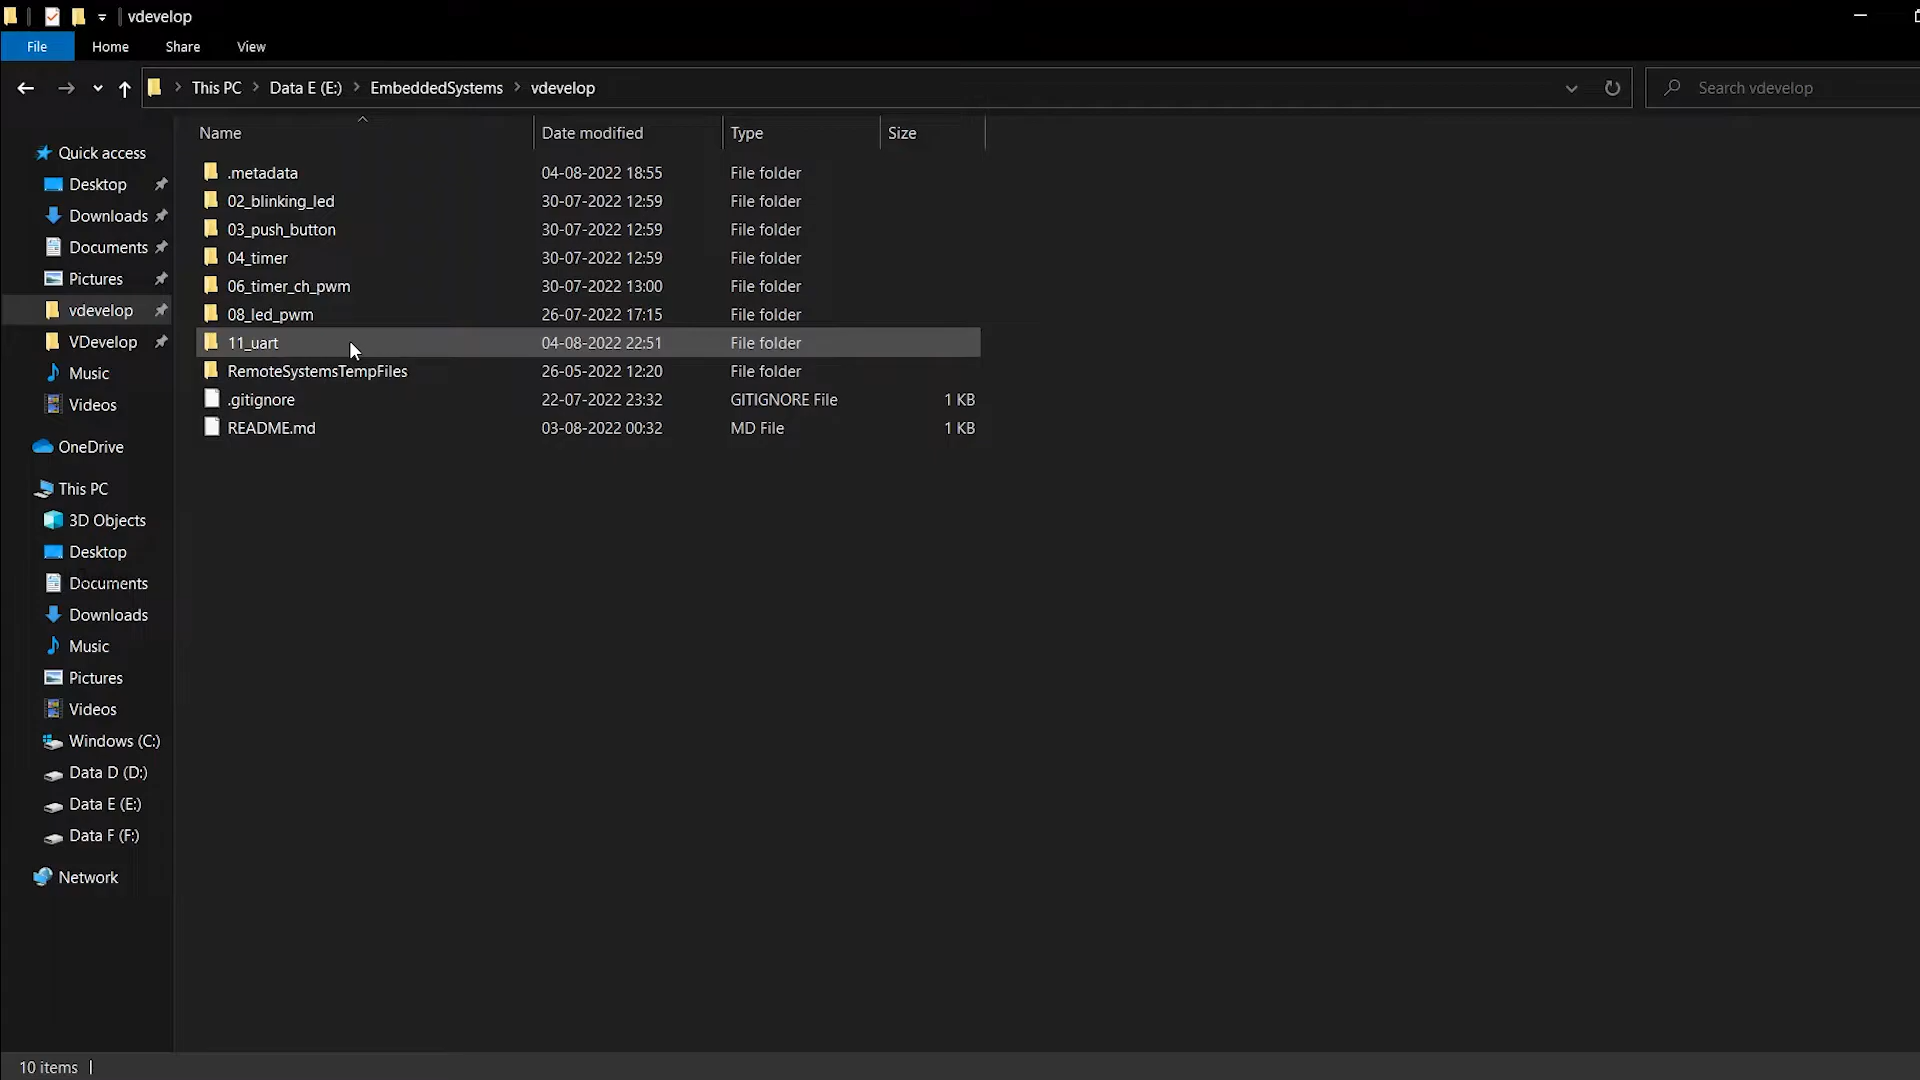 vdevelop
File Home Share View
This PC Data E (E:) EmbeddedSystems vdevelop Search vdevelop
Name Date modified Type Size
Quick access
Desktop
Downloads
Documents
Pictures
vdevelop
VDevelop
Music
Videos
OneDrive
This PC
3D Objects
Desktop
Documents
Downloads
Music
Pictures
Videos
Windows (C:)
Data D (D:)
Data E (E:)
Data F (F:)
Network
.metadata 04-08-2022 18:55 File folder
02_blinking_led 30-07-2022 12:59 File folder
03_push_button 30-07-2022 12:59 File folder
04_timer 30-07-2022 12:59 File folder
06_timer_ch_pwm 30-07-2022 13:00 File folder
08_led_pwm 26-07-2022 17:15 File folder
11_uart 04-08-2022 22:51 File folder
RemoteSystemsTempFiles 26-05-2022 12:20 File folder
.gitignore 22-07-2022 23:32 GITIGNORE File 1 KB
README.md 03-08-2022 00:32 MD File 1 KB
10 items